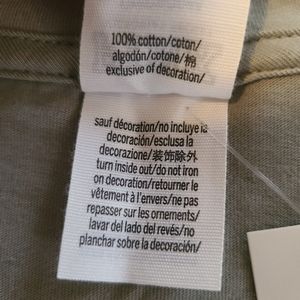 100% cotton/coton/
algodón/cotone/棉
exclusive of decoration/
sauf décoration/no incluye la
decoración/esclusa la
decorazione/装饰除外
turn inside out/do not iron
on decoration/retourner le
vêtement à l'envers/ne pas
repasser sur les ornements/
lavar del lado del revés/no
planchar sobre la decoración/